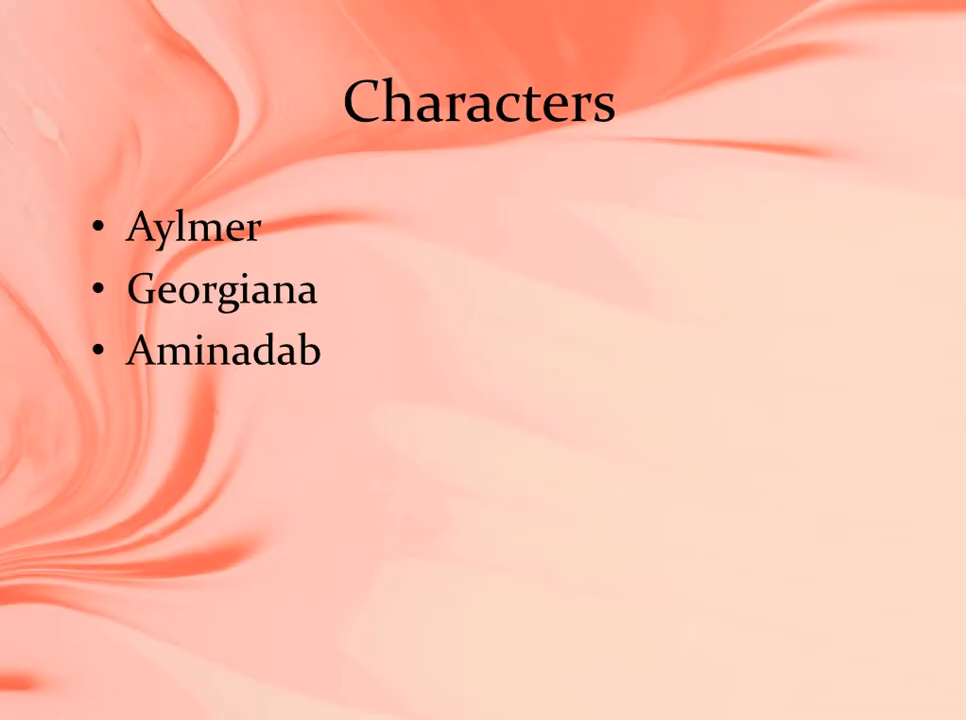 Characters
• Aylmer
• Georgiana
• Aminadab